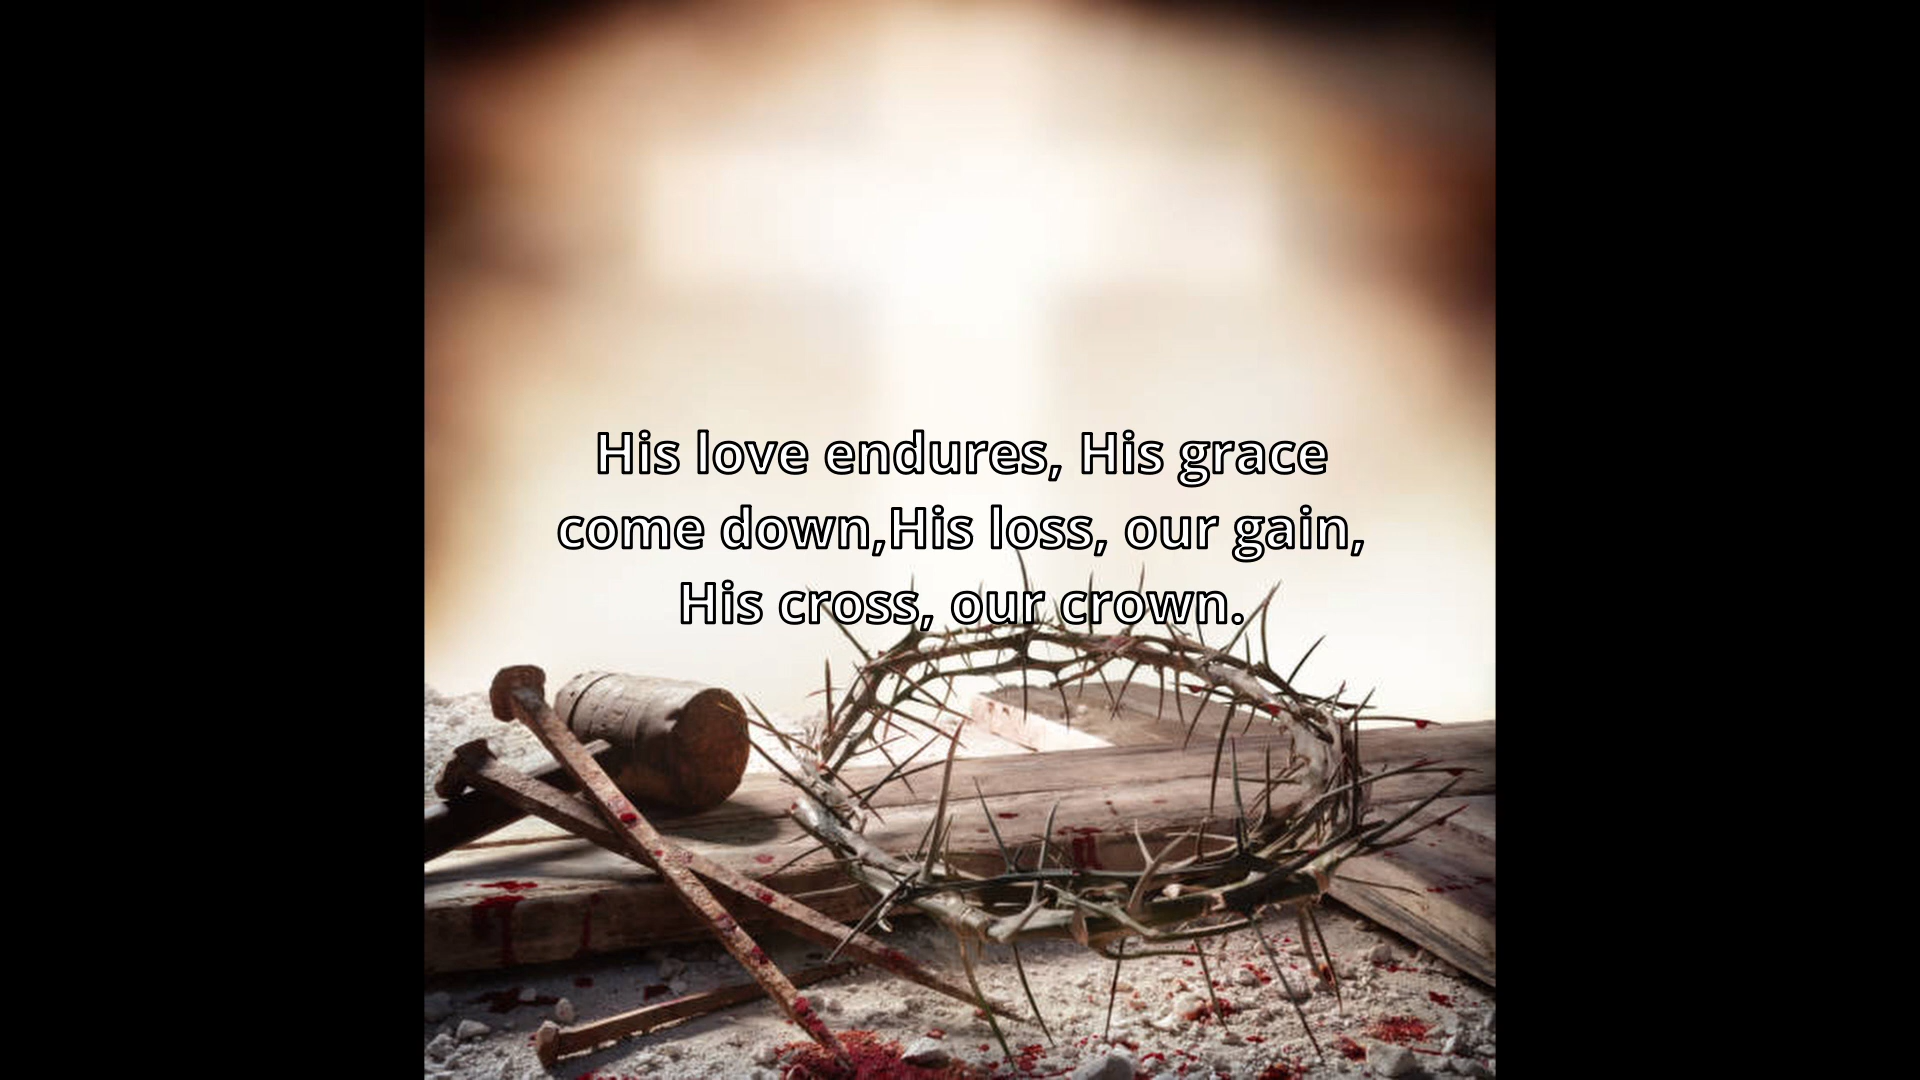 His love endures, His grace
come down,His loss, our gain,
His cross, our crown.